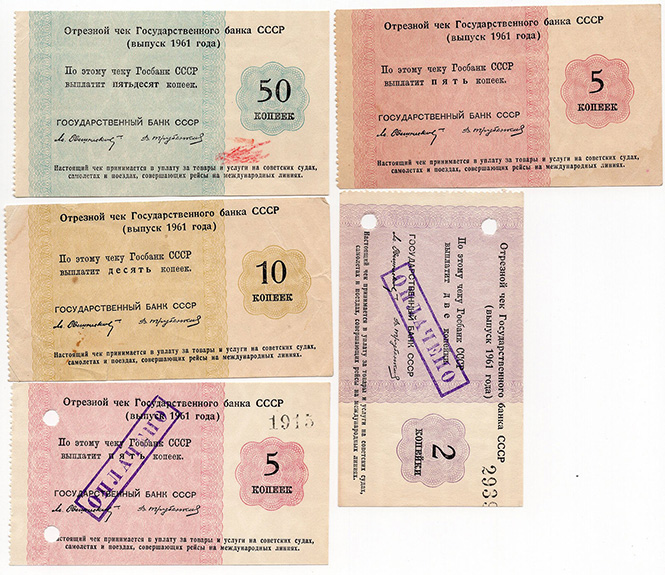 Отрезной чек Государственного банка СССР
(выпуск 1961 года)
По этому чеку Госбанк СССР
выплатит пятьдесят копеек.
50
КОПЕЕК
ГОСУДАРСТВЕННЫЙ БАНК СССР
Настоящий чек принимается в уплату за товары и услуги на советских судах,
самолетах и поездах, совершающих рейсы на международных линиях.
Отрезной чек Государственного банка СССР
(выпуск 1961 года)
По этому чеку Госбанк СССР
выплатит пять копеек.
5
КОПЕЕК
ГОСУДАРСТВЕННЫЙ БАНК СССР
Настоящий чек принимается в уплату за товары и услуги на советских судах,
самолетах и поездах, совершающих рейсы на международных линиях.
Отрезной чек Государственного банка СССР
(выпуск 1961 года)
По этому чеку Госбанк СССР
выплатит десять копеек.
10
КОПЕЕК
ГОСУДАРСТВЕННЫЙ БАНК СССР
Настоящий чек принимается в уплату за товары и услуги на советских судах,
самолетах и поездах, совершающих рейсы на международных линиях.
Отрезной чек Государственного банка СССР
(выпуск 1961 года)
По этому чеку Госбанк СССР
выплатит две копейки.
2
КОПЕЙКИ
293
ГОСУДАРСТВЕННЫЙ БАНК СССР
ОПЛАЧЕНО
Настоящий чек принимается в уплату за товары и услуги на советских судах,
самолетах и поездах, совершающих рейсы на международных линиях.
Отрезной чек Государственного банка СССР
(выпуск 1961 года)
1915
По этому чеку Госбанк СССР
выплатит пять копеек.
5
КОПЕЕК
ОПЛАЧЕНО
ГОСУДАРСТВЕННЫЙ БАНК СССР
Настоящий чек принимается в уплату за товары и услуги на советских судах,
самолетах и поездах, совершающих рейсы на международных линиях.